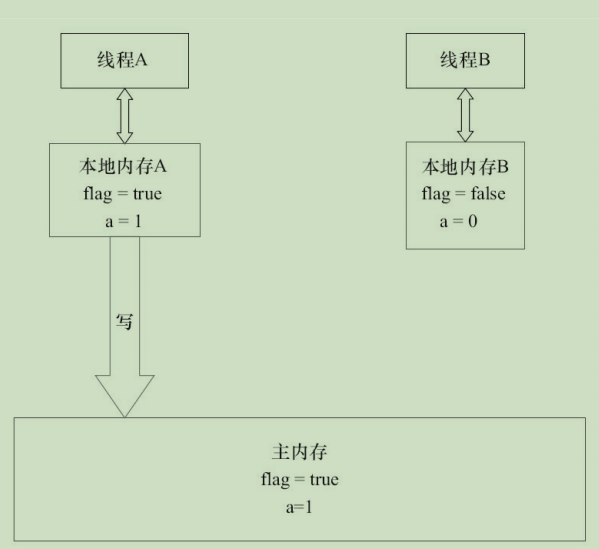 线程A
线程B
本地内存A
flag = true
a = 1
本地内存B
flag = false
a = 0
写
主内存
flag = true
a=1